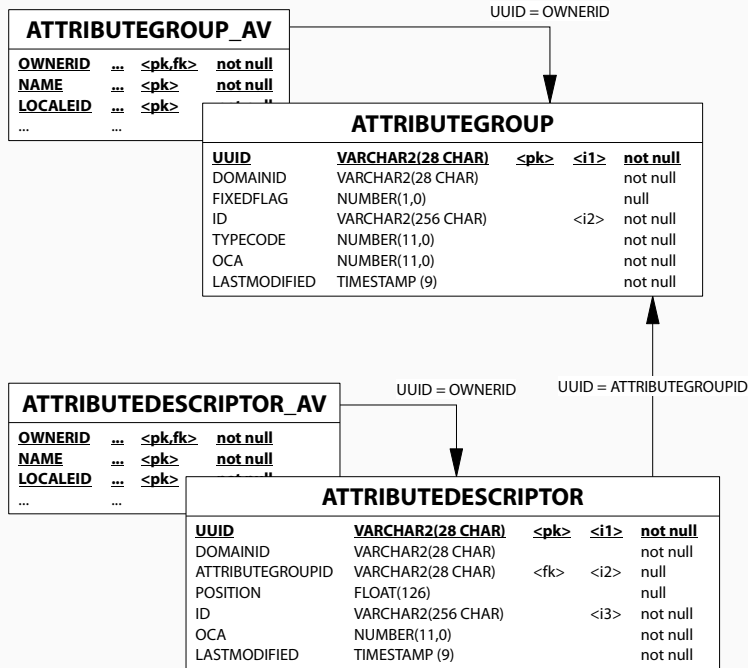 UUID = OWNERID
ATTRIBUTEGROUP_AV
OWNERID ... <pk,fk> not null
NAME ... <pk> not null
LOCALEID ... <pk>
... ...
ATTRIBUTEGROUP
UUID VARCHAR2(28 CHAR) <pk> <i1> not null
DOMAINID VARCHAR2(28 CHAR) not null
FIXEDFLAG NUMBER(1,0) null
ID VARCHAR2(256 CHAR) <i2> not null
TYPECODE NUMBER(11,0) not null
OCA NUMBER(11,0) not null
LASTMODIFIED TIMESTAMP (9) not null
UUID = OWNERID
UUID = ATTRIBUTEGROUPID
ATTRIBUTEDESCRIPTOR_AV
OWNERID ... <pk,fk> not null
NAME ... <pk> not null
LOCALEID ... <pk>
... ...
ATTRIBUTEDESCRIPTOR
UUID VARCHAR2(28 CHAR) <pk> <i1> not null
DOMAINID VARCHAR2(28 CHAR) not null
ATTRIBUTEGROUPID VARCHAR2(28 CHAR) <fk> <i2> null
POSITION FLOAT(126) null
ID VARCHAR2(256 CHAR) <i3> not null
OCA NUMBER(11,0) not null
LASTMODIFIED TIMESTAMP (9) not null